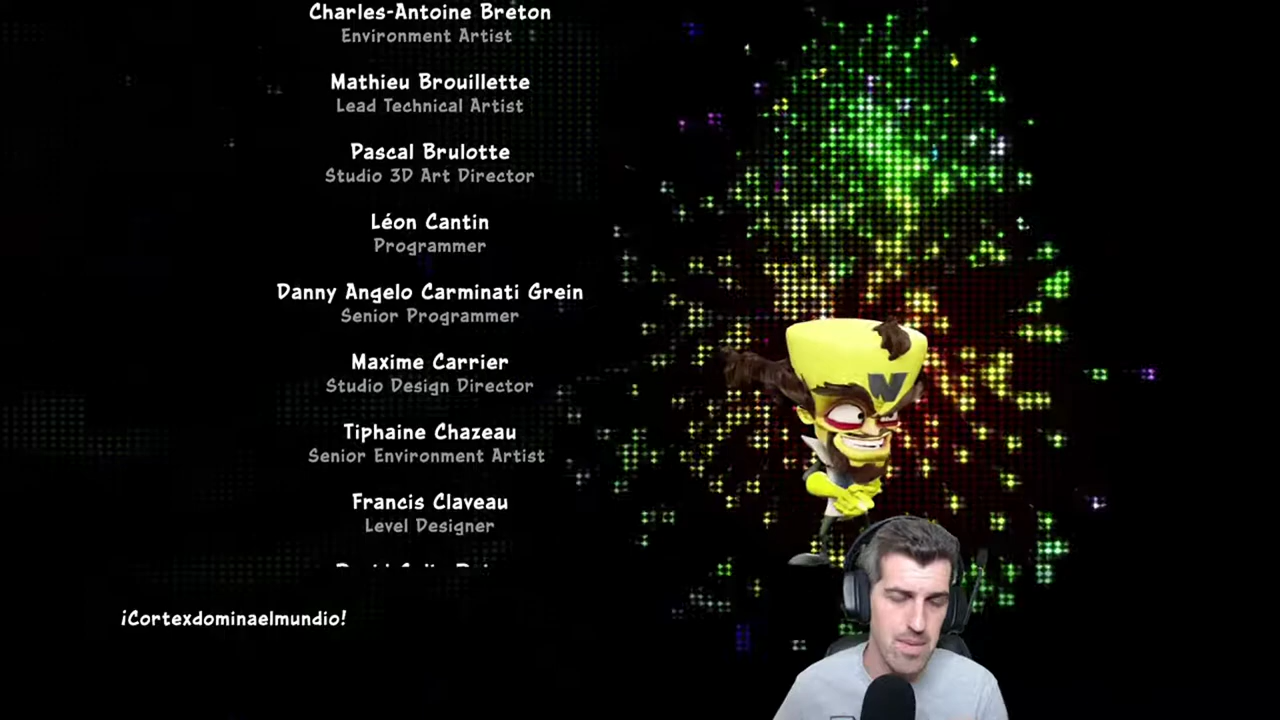 Charles-Antoine Breton
Environment Artist
Mathieu Brouillette
Lead Technical Artist
Pascal Brulotte
Studio 3D Art Director
Léon Cantin
Programmer
Danny Angelo Carminati Grein
Senior Programmer
Maxime Carrier
Studio Design Director
Tiphaine Chazeau
Senior Environment Artist
Francis Claveau
Level Designer
¡Cortexdominaelmundio!
N